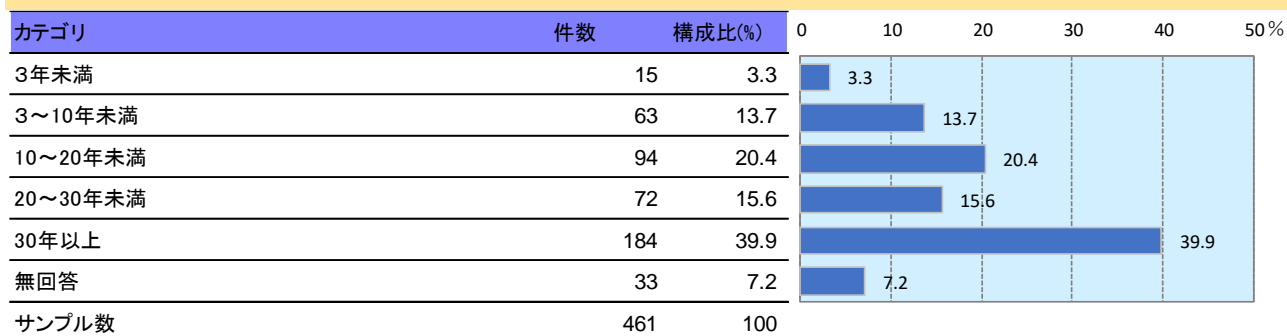 カテゴリ 件数 構成比(%) 0 10 20 30 40 50%
３年未満 15 3.3 3.3
３～10年未満 63 13.7 13.7
10～20年未満 94 20.4 20.4
20～30年未満 72 15.6 15.6
30年以上 184 39.9 39.9
無回答 33 7.2 7.2
サンプル数 461 100